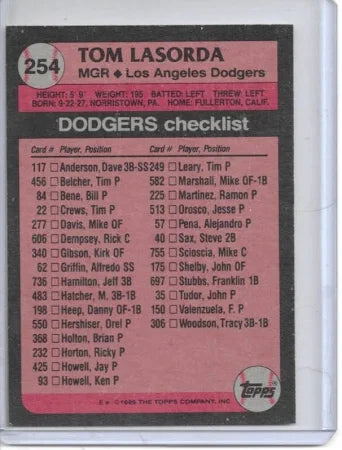 254
TOM LASORDA
MGR ◆ Los Angeles Dodgers
HEIGHT: 5' 9" WEIGHT: 195 BATTED: LEFT THREW: LEFT
BORN: 9-22-27, NORRISTOWN, PA. HOME: FULLERTON, CALIF.
DODGERS checklist
Card # Player, Position
117 ☐ Anderson, Dave 3B-SS
456 ☐ Belcher, Tim P
84 ☐ Bene, Bill P
22 ☐ Crews, Tim P
277 ☐ Davis, Mike OF
606 ☐ Dempsey, Rick C
340 ☐ Gibson, Kirk OF
62 ☐ Griffin, Alfredo SS
736 ☐ Hamilton, Jeff 3B
483 ☐ Hatcher, M. 3B-1B
198 ☐ Heep, Danny OF-1B
550 ☐ Hershiser, Orel P
368 ☐ Holton, Brian P
232 ☐ Horton, Ricky P
425 ☐ Howell, Jay P
93 ☐ Howell, Ken P
Card # Player, Position
249 ☐ Leary, Tim P
582 ☐ Marshall, Mike OF-1B
225 ☐ Martinez, Ramon P
513 ☐ Orosco, Jesse P
57 ☐ Pena, Alejandro P
40 ☐ Sax, Steve 2B
755 ☐ Scioscia, Mike C
175 ☐ Shelby, John OF
697 ☐ Stubbs, Franklin 1B
35 ☐ Tudor, John P
150 ☐ Valenzuela, F. P
306 ☐ Woodson, Tracy 3B-1B
topps
©1989 THE TOPPS COMPANY, INC.